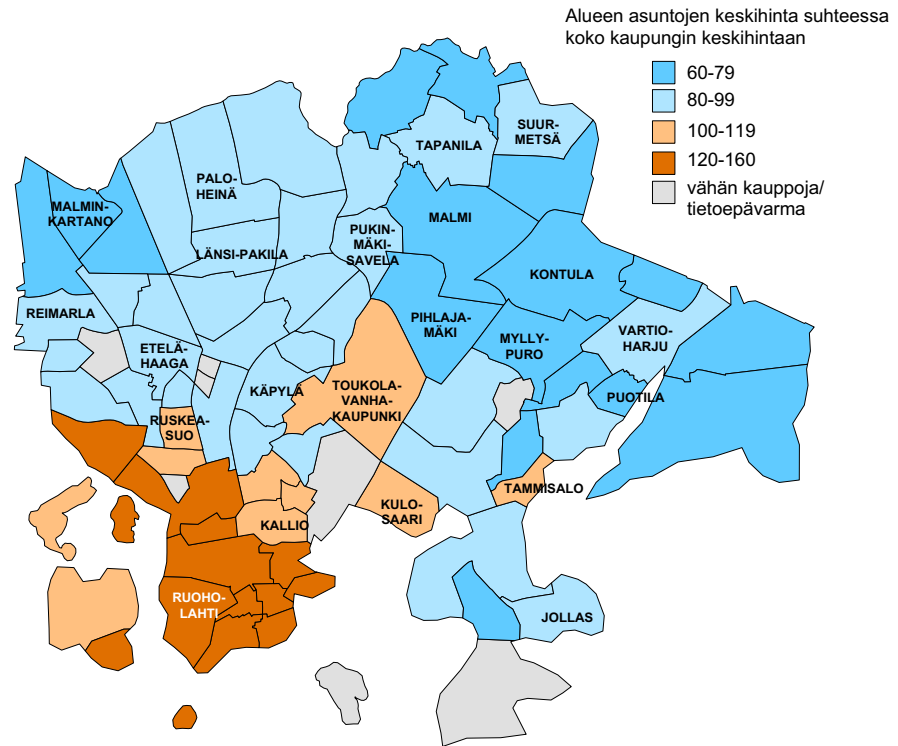 Alueen asuntojen keskihinta suhteessa
koko kaupungin keskihintaan
60-79
80-99
100-119
120-160
vähän kauppoja/
tietoepävarma
SUUR-
METSÄ
TAPANILA
PALO-
HEINÄ
MALMIN-
KARTANO
MALMI
PUKIN-
MÄKI-
SAVELA
LÄNSI-PAKILA
KONTULA
REIMARLA
PIHLAJA-
MÄKI
VARTIO-
HARJU
MYLLY-
PURO
ETELÄ-
HAAGA
KÄPYLÄ
TOUKOLA-
VANHA-
KAUPUNKI
PUOTILA
RUSKEA-
SUO
TAMMISALO
KULO-
SAARI
KALLIO
RUOHO-
LAHTI
JOLLAS